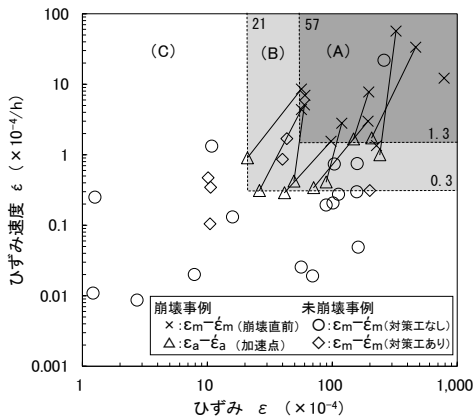 100
10
1
0.1
0.01
0.001
ひずみ速度 έ (×10⁻⁴/h)
21
57
(C)
(B)
(A)
1.3
0.3
崩壊事例
×:εm−έm(崩壊直前)
△:εa−έa(加速点)
未崩壊事例
○:εm−έm(対策工なし)
◇:εm−έm(対策工あり)
1
10
100
1,000
ひずみ ε (×10⁻⁴)